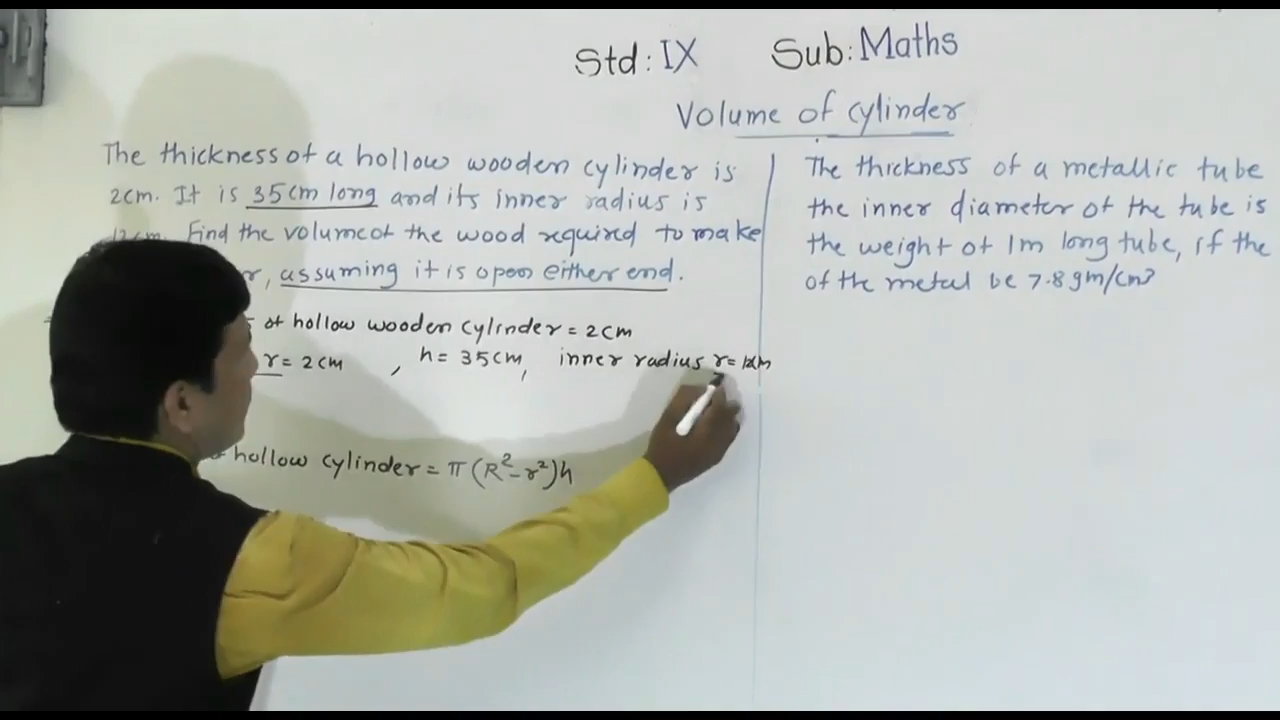 Std: IX Sub: Maths
Volume of cylinder
The thickness of a hollow wooden cylinder is
2cm. It is 35cm long and its inner radius is
12cm. Find the volume of the wood required to make
, assuming it is open either end.
of hollow wooden cylinder = 2cm
r = 2cm , h = 35cm, inner radius r = 12cm
hollow cylinder = π(R²-r²)h
The thickness of a metallic tube
the inner diameter of the tube is
the weight of 1m long tube, if the
of the metal be 7.8gm/cm³